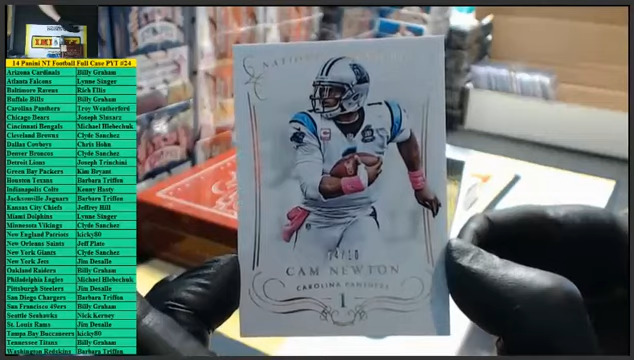 14 Panini NT Football Full Case PYT #24
Arizona Cardinals Billy Graham
Atlanta Falcons Lynne Singer
Baltimore Ravens Rich Ellis
Buffalo Bills Billy Graham
Carolina Panthers Troy Weatherford
Chicago Bears Joseph Slusarz
Cincinnati Bengals Michael Hlebechuk
Cleveland Browns Clyde Sanchez
Dallas Cowboys Chris Hohn
Denver Broncos Clyde Sanchez
Detroit Lions Joseph Trinchini
Green Bay Packers Kim Bryant
Houston Texans Barbara Triffon
Indianapolis Colts Kenny Hasty
Jacksonville Jaguars Barbara Triffon
Kansas City Chiefs Jeffrey Hill
Miami Dolphins Lynne Singer
Minnesota Vikings Clyde Sanchez
New England Patriots kicky80
New Orleans Saints Jeff Plate
New York Giants Clyde Sanchez
New York Jets Jim Desalle
Oakland Raiders Billy Graham
Philadelphia Eagles Michael Hlebechuk
Pittsburgh Steelers Jim Desalle
San Diego Chargers Barbara Triffon
San Francisco 49ers Billy Graham
Seattle Seahawks Nick Kerney
St. Louis Rams Jim Desalle
Tampa Bay Buccaneers kicky80
Tennessee Titans Billy Graham
Washington Redskins Barbara Triffon
CAM NEWTON
CAROLINA PANTHERS
1